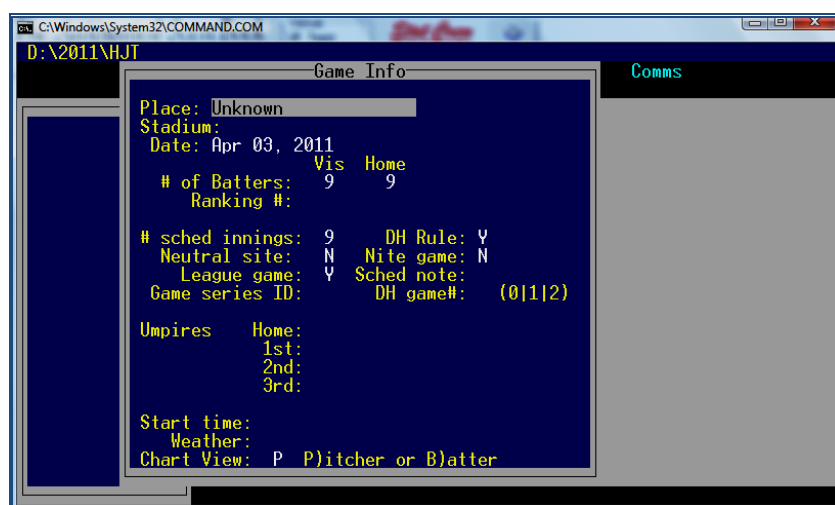 C:\Windows\System32\COMMAND.COM
Stat Crew
D:\2011\HJT
Game Info
Comms
Place: Unknown
Stadium:
Date: Apr 03, 2011
Vis Home
# of Batters: 9 9
Ranking #:
# sched innings: 9 DH Rule: Y
Neutral site: N Nite game: N
League game: Y Sched note:
Game series ID: DH game#: (0|1|2)
Umpires Home:
1st:
2nd:
3rd:
Start time:
Weather:
Chart View: P P)itcher or B)atter